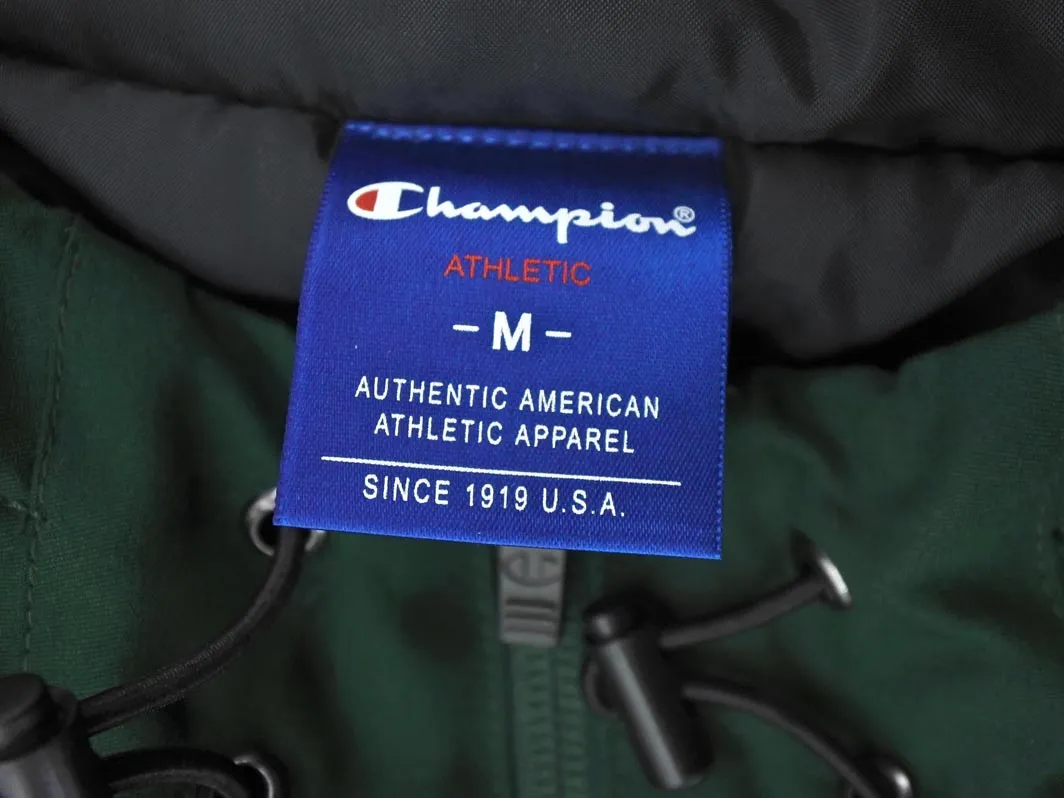 Champion®
ATHLETIC
- M -
AUTHENTIC AMERICAN
ATHLETIC APPAREL
SINCE 1919 U.S.A.